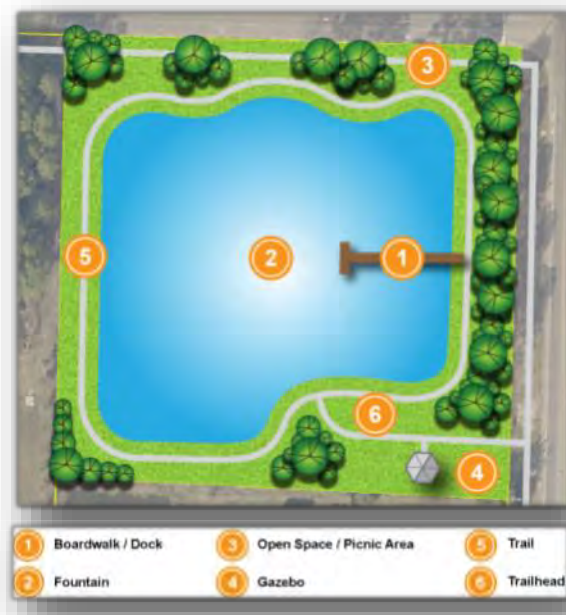 3
5
2
1
6
4
1 Boardwalk / Dock
3 Open Space / Picnic Area
5 Trail
2 Fountain
4 Gazebo
6 Trailhead